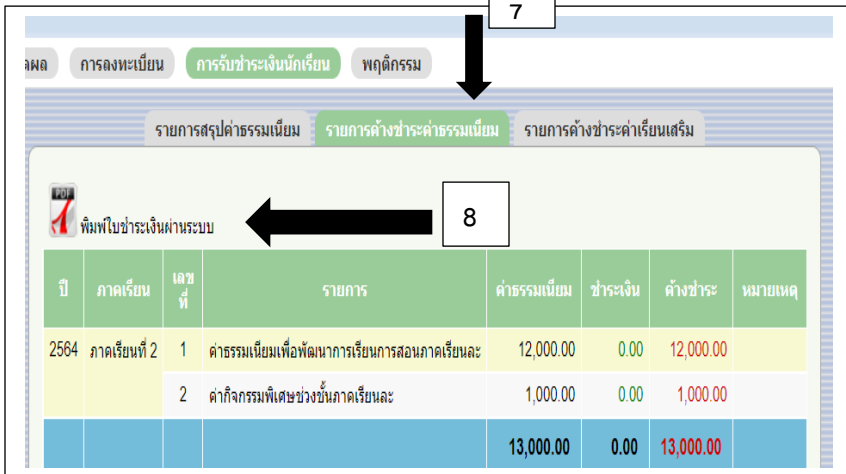 7
การลงทะเบียน การรับชำระเงินนักเรียน พฤติกรรม
รายการสรุปค่าธรรมเนียม รายการค้างชำระค่าธรรมเนียม รายการค้างชำระค่าเรียนเสริม
PDF
พิมพ์ใบชำระเงินผ่านระบบ 8
ปี ภาคเรียน เลขที่ รายการ ค่าธรรมเนียม ชำระเงิน ค้างชำระ หมายเหตุ
2564 ภาคเรียนที่ 2 1 ค่าธรรมเนียมเพื่อพัฒนาการเรียนการสอนภาคเรียนละ 12,000.00 0.00 12,000.00
2 ค่ากิจกรรมพิเศษช่วงชั้นภาคเรียนละ 1,000.00 0.00 1,000.00
13,000.00 0.00 13,000.00